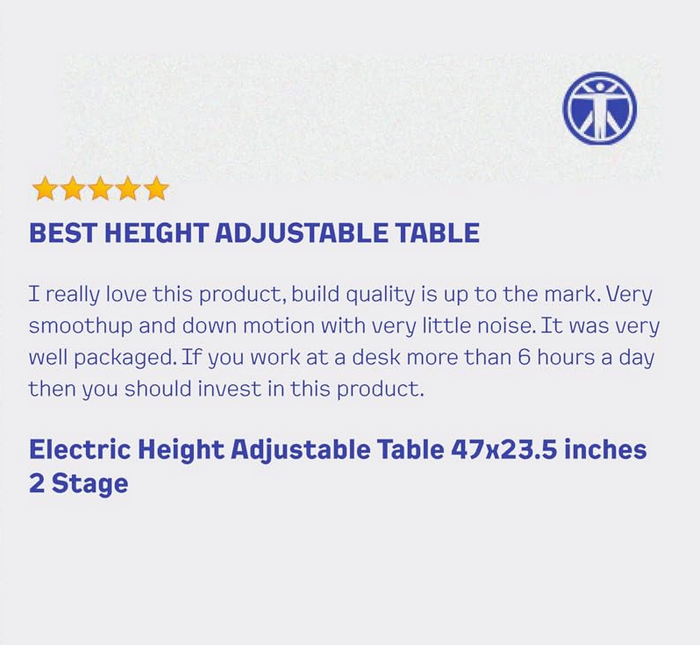 BEST HEIGHT ADJUSTABLE TABLE
I really love this product, build quality is up to the mark. Very
smoothup and down motion with very little noise. It was very
well packaged. If you work at a desk more than 6 hours a day
then you should invest in this product.
Electric Height Adjustable Table 47x23.5 inches
2 Stage